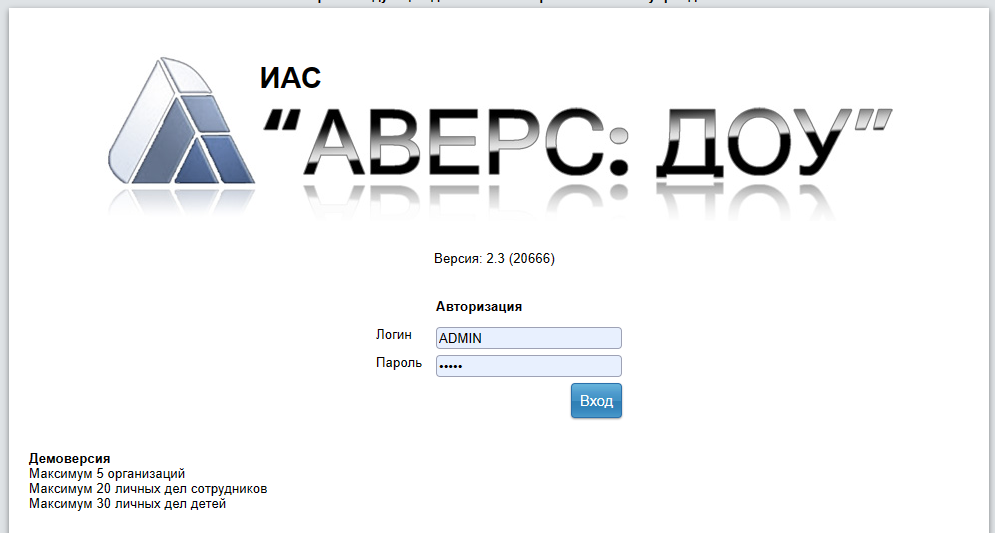 ИАС
“АВЕРС: ДОУ”
Версия: 2.3 (20666)
Авторизация
Логин ADMIN
Пароль •••••
Вход
Демоверсия
Максимум 5 организаций
Максимум 20 личных дел сотрудников
Максимум 30 личных дел детей